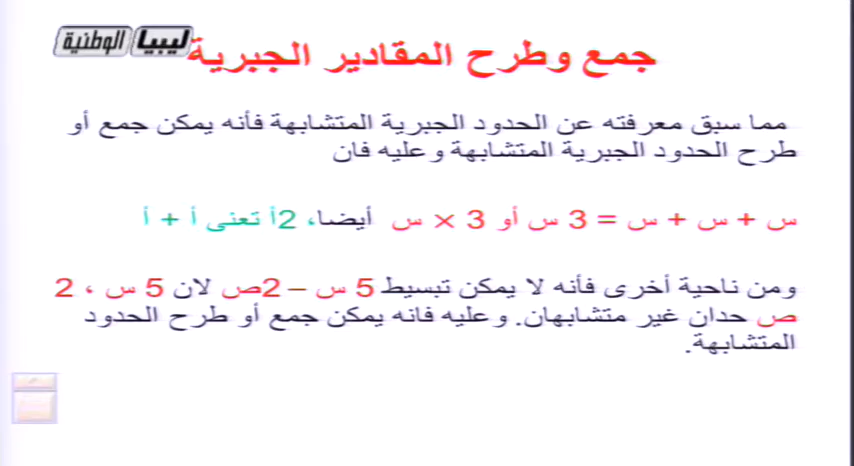 ليبيا الوطنية
جمع وطرح المقادير الجبرية
مما سبق معرفته عن الحدود الجبرية المتشابهة فأنه يمكن جمع أو
طرح الحدود الجبرية المتشابهة وعليه فان
س + س + س = 3 س أو 3 × س أيضا، 2أ تعنى أ + أ
ومن ناحية أخرى فأنه لا يمكن تبسيط 5 س – 2ص لان 5 س ، 2
ص حدان غير متشابهان. وعليه فانه يمكن جمع أو طرح الحدود
المتشابهة.